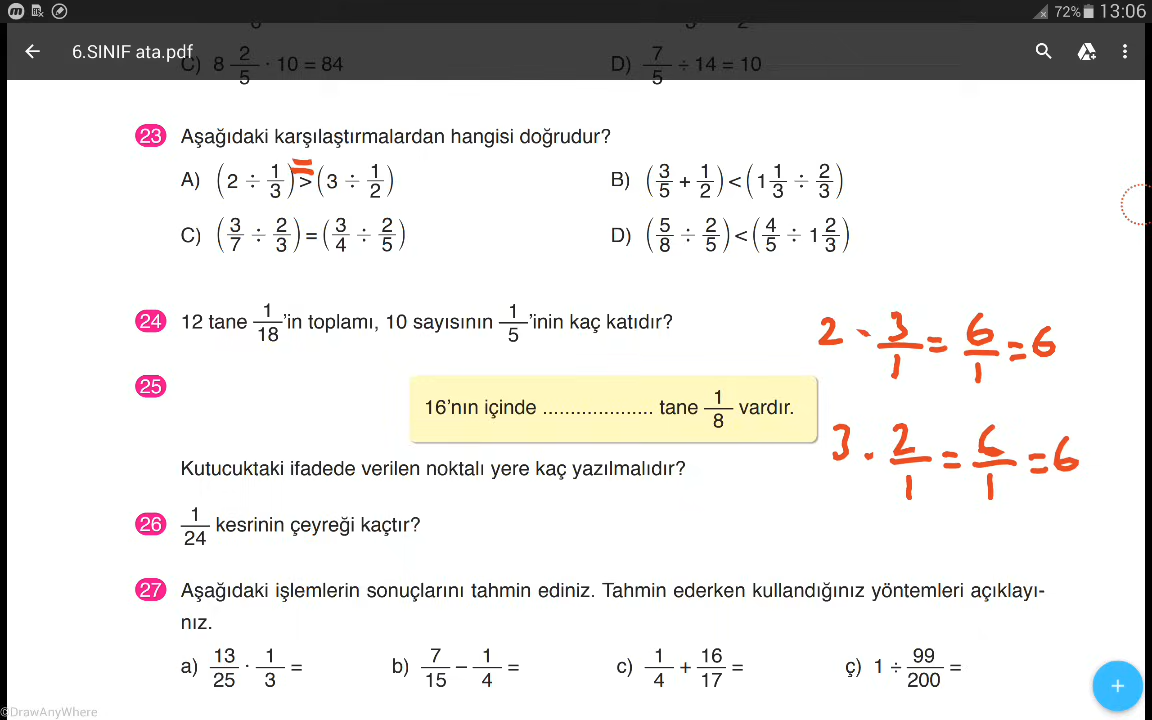 72% 13:06
6.SINIF ata.pdf
C) 8 2/5 · 10 = 84 D) 7/5 ÷ 14 = 10
23 Aşağıdaki karşılaştırmalardan hangisi doğrudur?
A) (2 ÷ 1/3) > (3 ÷ 1/2) B) (3/5 + 1/2) < (1 1/3 ÷ 2/3)
=
C) (3/7 ÷ 2/3) = (3/4 ÷ 2/5) D) (5/8 ÷ 2/5) < (4/5 ÷ 1 2/3)
24 12 tane 1/18'in toplamı, 10 sayısının 1/5'inin kaç katıdır?
2 · 3/1 = 6/1 = 6
25
16'nın içinde .................... tane 1/8 vardır.
3 · 2/1 = 6/1 = 6
Kutucuktaki ifadede verilen noktalı yere kaç yazılmalıdır?
26 1/24 kesrinin çeyreği kaçtır?
27 Aşağıdaki işlemlerin sonuçlarını tahmin ediniz. Tahmin ederken kullandığınız yöntemleri açıklayı-
nız.
a) 13/25 · 1/3 = b) 7/15 − 1/4 = c) 1/4 + 16/17 = ç) 1 ÷ 99/200 =
+
©DrawAnyWhere